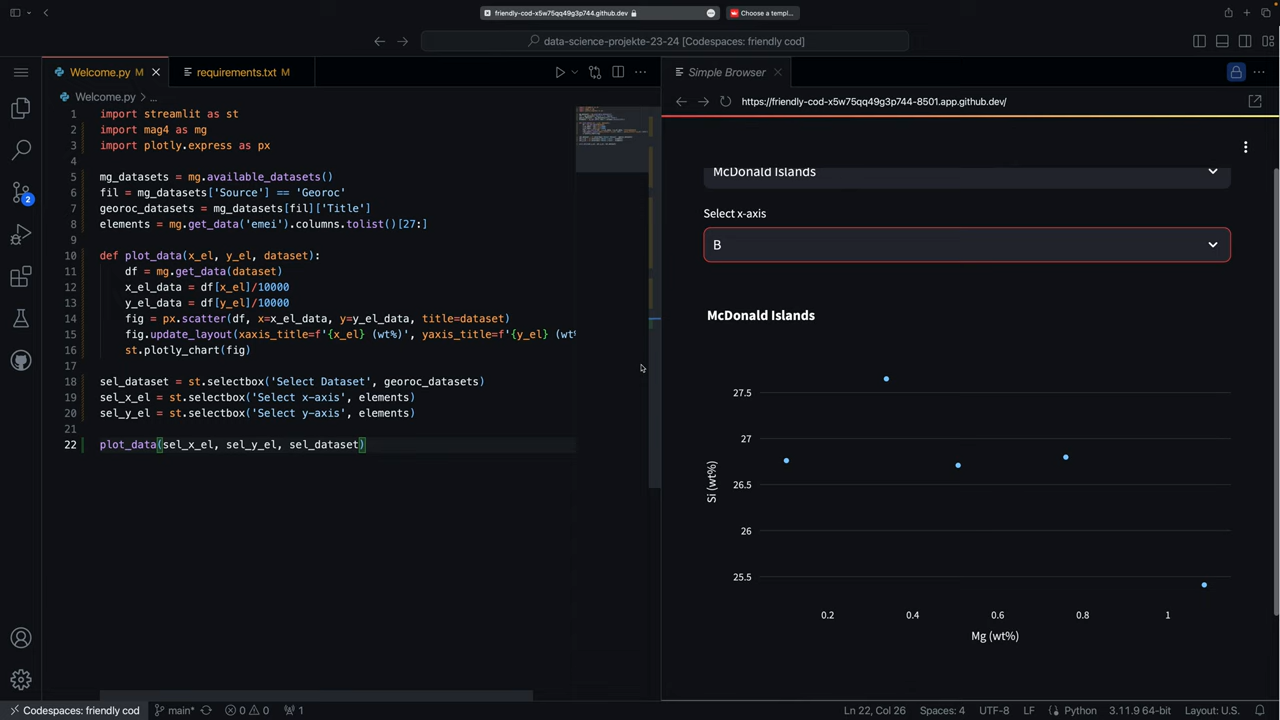 friendly-cod-x5w75qq49g3p744.github.dev
Choose a templ...
data-science-projekte-23-24 [Codespaces: friendly cod]
Welcome.py M
requirements.txt M
Simple Browser
Welcome.py > ...
https://friendly-cod-x5w75qq49g3p744-8501.app.github.dev/
1 import streamlit as st
2 import mag4 as mg
3 import plotly.express as px
4
5 mg_datasets = mg.available_datasets()
6 fil = mg_datasets['Source'] == 'Georoc'
7 georoc_datasets = mg_datasets[fil]['Title']
8 elements = mg.get_data('emei').columns.tolist()[27:]
9
10 def plot_data(x_el, y_el, dataset):
11 df = mg.get_data(dataset)
12 x_el_data = df[x_el]/10000
13 y_el_data = df[y_el]/10000
14 fig = px.scatter(df, x=x_el_data, y=y_el_data, title=dataset)
15 fig.update_layout(xaxis_title=f'{x_el} (wt%)', yaxis_title=f'{y_el} (wt%
16 st.plotly_chart(fig)
17
18 sel_dataset = st.selectbox('Select Dataset', georoc_datasets)
19 sel_x_el = st.selectbox('Select x-axis', elements)
20 sel_y_el = st.selectbox('Select y-axis', elements)
21
22 plot_data(sel_x_el, sel_y_el, sel_dataset)
2
McDonald Islands
Select x-axis
B
McDonald Islands
27.5
27
26.5
26
25.5
Si (wt%)
0.2 0.4 0.6 0.8 1
Mg (wt%)
Codespaces: friendly cod
main*
0 0
1
Ln 22, Col 26
Spaces: 4
UTF-8
LF
Python
3.11.9 64-bit
Layout: U.S.